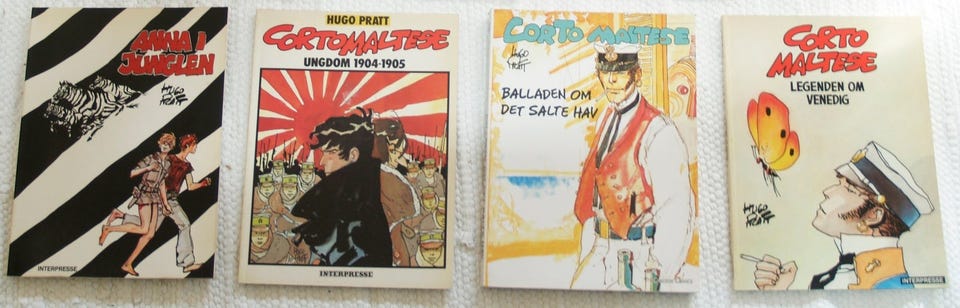 ANNA I
JUNGLEN
HUGO
PRATT
INTERPRESSE
HUGO PRATT
CORTO MALTESE
UNGDOM 1904-1905
INTERPRESSE
CORTO MALTESE
HUGO
PRATT
BALLADEN OM
DET SALTE HAV
CORTO
MALTESE
LEGENDEN OM
VENEDIG
HUGO
PRATT
INTERPRESSE